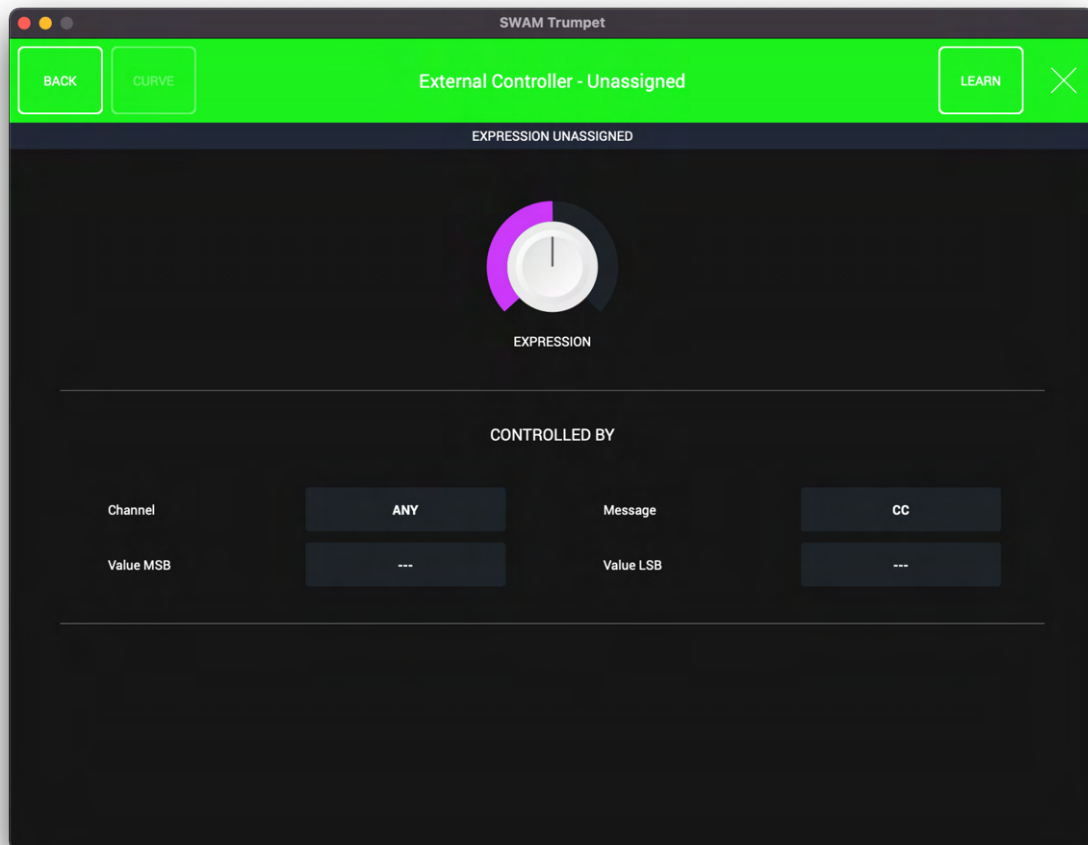 SWAM Trumpet
BACK
CURVE
External Controller - Unassigned
LEARN
EXPRESSION UNASSIGNED
EXPRESSION
CONTROLLED BY
Channel ANY Message CC
Value MSB --- Value LSB ---